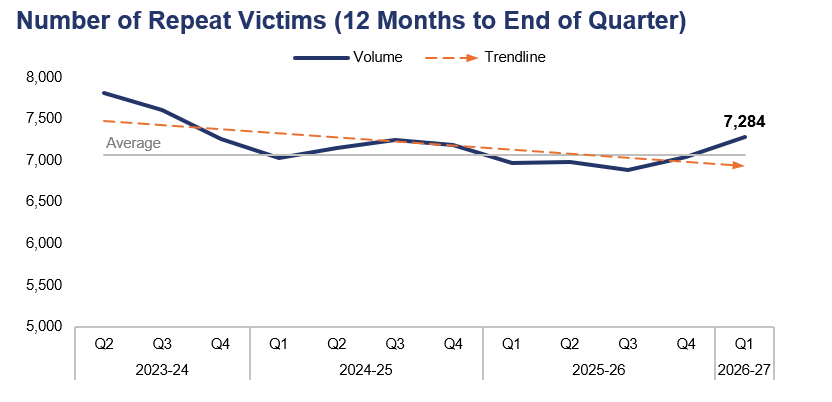 Number of Repeat Victims (12 Months to End of Quarter)
Volume Trendline
8,000
7,500
7,284
Average
7,000
6,500
6,000
5,500
5,000
Q2 Q3 Q4 Q1 Q2 Q3 Q4 Q1 Q2 Q3 Q4 Q1
2023-24 2024-25 2025-26 2026-27